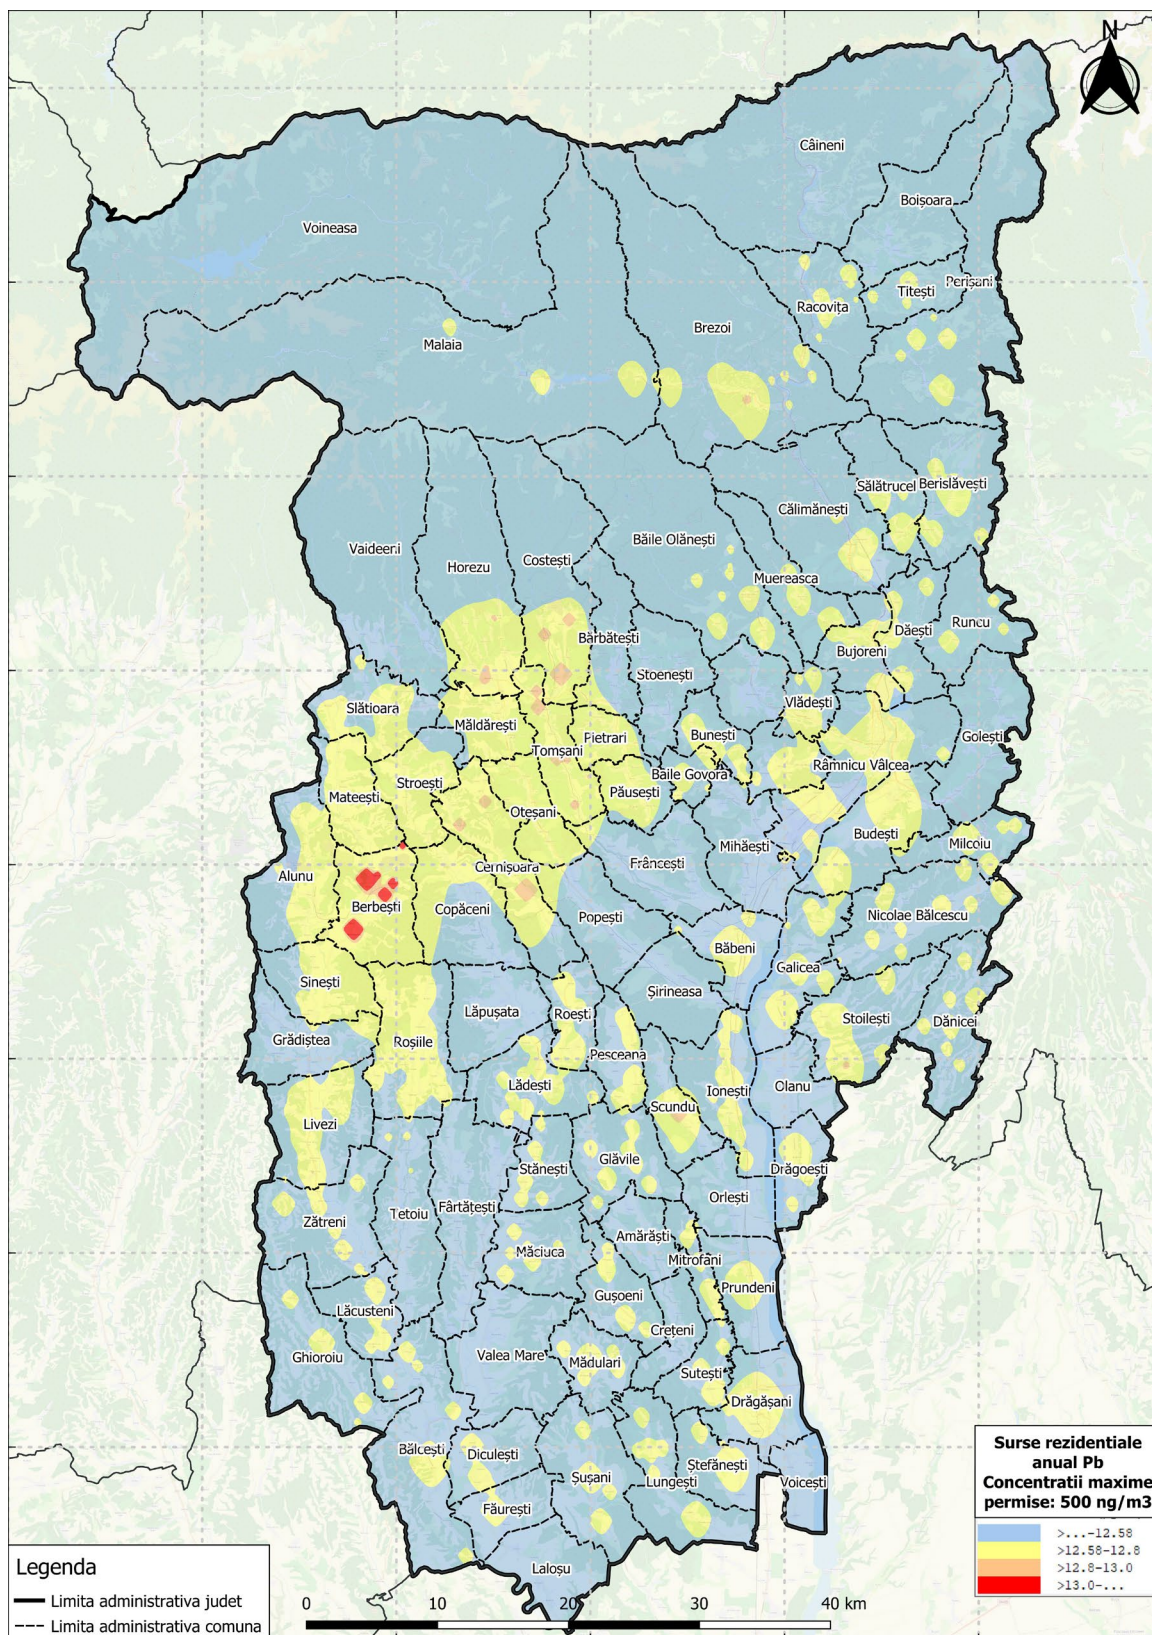 N
Câineni
Boișoara
Voineasa
Perișani
Titești
Racovița
Brezoi
Malaia
Sălătrucel
Berislăvești
Călimănești
Băile Olănești
Vaideeni
Costești
Horezu
Muereasca
Runcu
Dăești
Bărbătești
Bujoreni
Stoenești
Vlădești
Slătioara
Măldărești
Pietrari
Bunești
Golești
Tomșani
Râmnicu Vâlcea
Băile Govora
Stroești
Păusești
Mateești
Oteșani
Budești
Milcoiu
Mihăești
Frâncești
Cernișoara
Alunu
Berbești
Copăceni
Popești
Nicolae Bălcescu
Băbeni
Galicea
Sinești
Șirineasa
Lăpușata
Roești
Stoilești
Dănicei
Grădiștea
Roșiile
Pesceana
Lădești
Olanu
Ionești
Scundu
Livezi
Glăvile
Stănești
Drăgoești
Orlești
Fârtățești
Tetoiu
Zătreni
Amărăști
Măciuca
Mitrofani
Prundeni
Gușoeni
Lăcusteni
Crețeni
Valea Mare
Ghioroiu
Mădulari
Sutești
Drăgășani
Bălcești
Diculești
Ștefănești
Șușani
Lungești
Voicești
Făurești
Laloșu
Surse rezidentiale
anual Pb
Concentratii maxime
permise: 500 ng/m3
>...-12.58
>12.58-12.8
>12.8-13.0
>13.0-...
Legenda
Limita administrativa judet
Limita administrativa comuna
0 10 20 30 40 km